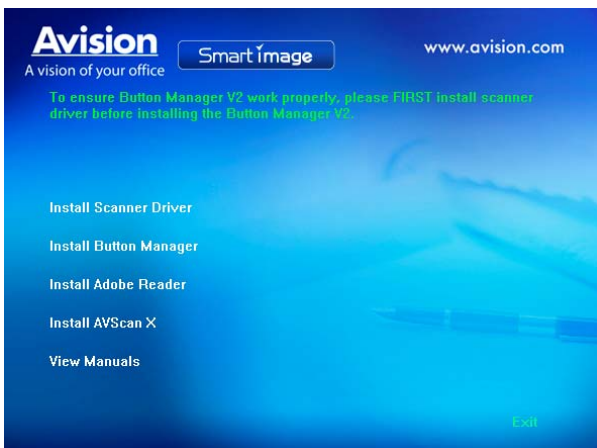 Avision
A vision of your office
Smart image
www.avision.com
To ensure Button Manager V2 work properly, please FIRST install scanner
driver before installing the Button Manager V2.
Install Scanner Driver
Install Button Manager
Install Adobe Reader
Install AVScan X
View Manuals
Exit